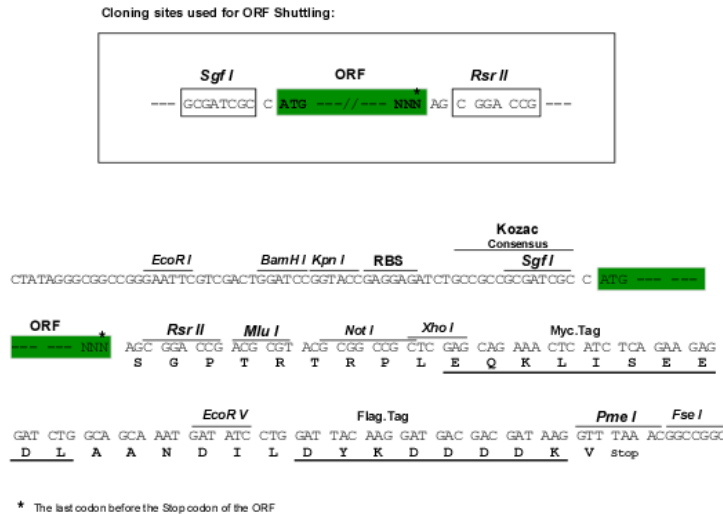 Cloning sites used for ORF Shuttling:
Sgf I ORF Rsr II
--- GCGATCGC C ATG ---//--- NNN* AG C GGA CCG ---
Kozac
Consensus
EcoR I BamH I Kpn I RBS Sgf I
CTATAGGGCGGCCGGGAATTCGTCGACTGGATCCGGTACCGAGGAGATCTGCCGCCGCGATCGC C ATG --- ---
ORF Rsr II Mlu I Not I Xho I Myc.Tag
--- --- NNN* AGC GGA CCG ACG CGT ACG CGG CCG CTC GAG CAG AAA CTC ATC TCA GAA GAG
S G P T R T R P L E Q K L I S E E
EcoR V Flag.Tag Pme I Fse I
GAT CTG GCA GCA AAT GAT ATC CTG GAT TAC AAG GAT GAC GAC GAT AAG GTT TAA ACGGCCGGC
D L A A N D I L D Y K D D D D K V Stop
* The last codon before the Stop codon of the ORF